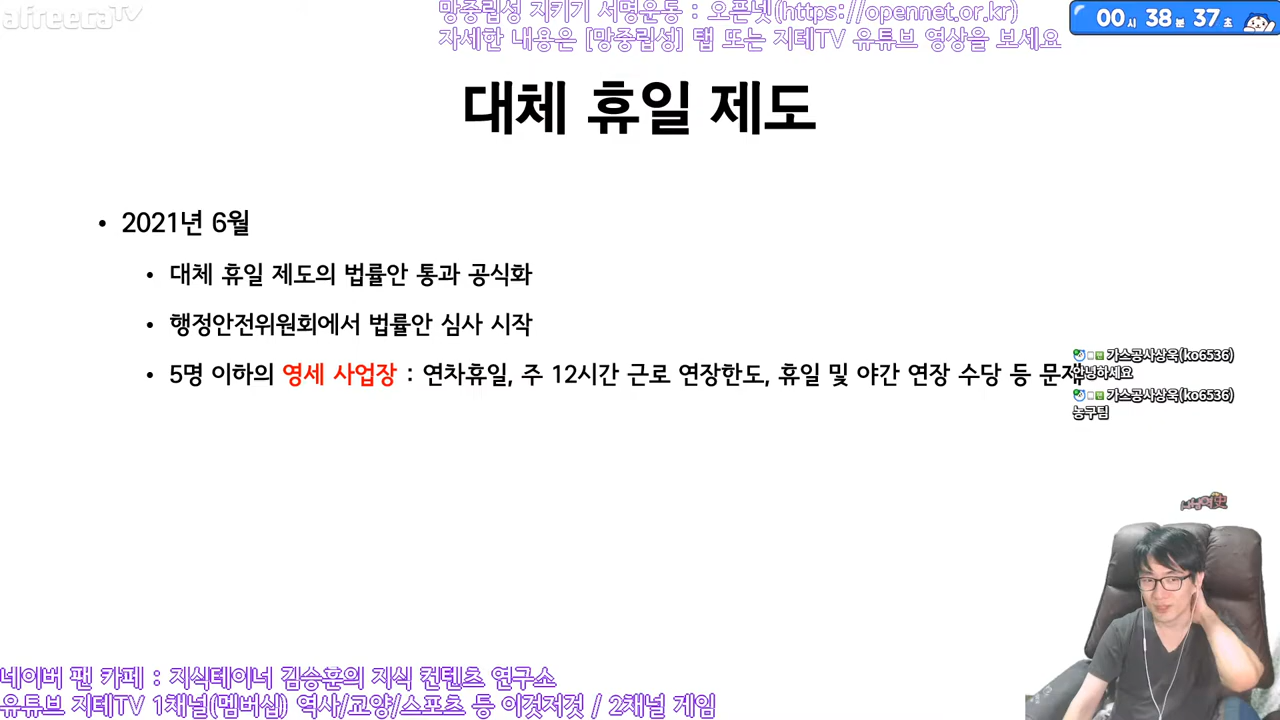 afreecaTV
망중립성 지키기 서명운동 : 오픈넷(https://opennet.or.kr)
자세한 내용은 [망중립성] 탭 또는 지테TV 유튜브 영상을 보세요
00시 38분 37초
대체 휴일 제도
• 2021년 6월
• 대체 휴일 제도의 법률안 통과 공식화
• 행정안전위원회에서 법률안 심사 시작
• 5명 이하의 영세 사업장 : 연차휴일, 주 12시간 근로 연장한도, 휴일 및 야간 연장 수당 등 문제
가스공사상욱(ko6536)
안녕하세요
가스공사상욱(ko6536)
농구팀
네이버 팬 카페 : 지식테이너 김승훈의 지식 컨텐츠 연구소
유튜브 지테TV 1채널(멤버십) 역사/교양/스포츠 등 이것저것 / 2채널 게임